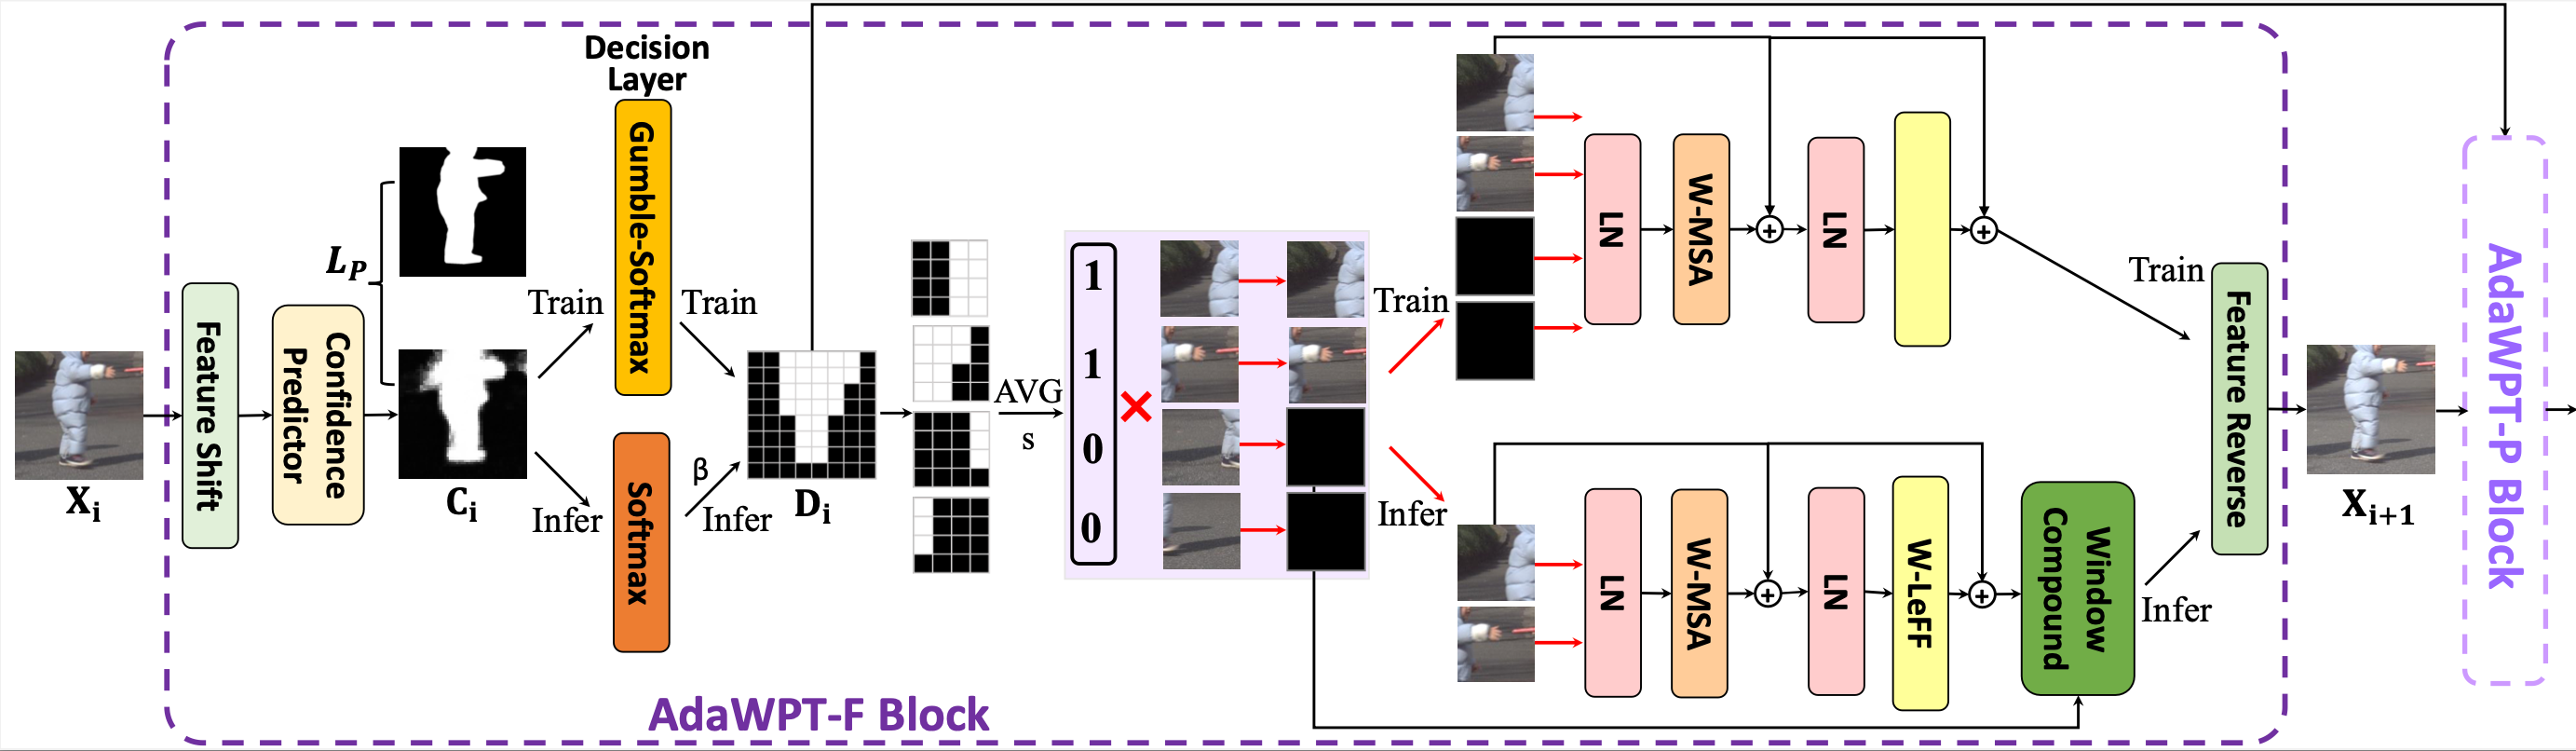 X_i
Feature Shift
Confidence
Predictor
L_P
C_i
Decision
Layer
Train
Gumble-Softmax
Train
Infer
Softmax
β
Infer
D_i
AVG
s
1
1
0
0
×
Train
LN
W-MSA
+
LN
+
Train
Infer
LN
W-MSA
+
LN
W-LeFF
+
Window
Compound
Infer
Feature Reverse
X_{i+1}
AdaWPT-P Block
AdaWPT-F Block